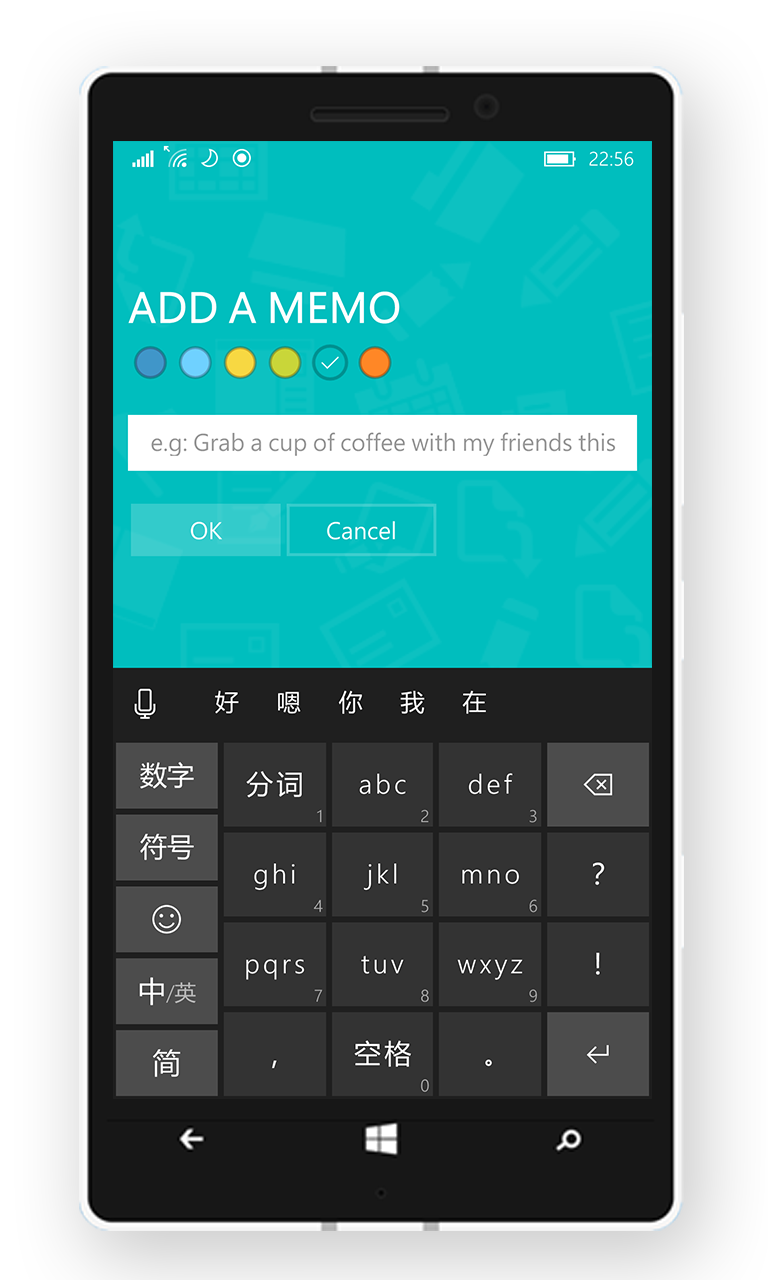 22:56
ADD A MEMO
e.g: Grab a cup of coffee with my friends this
OK Cancel
好 嗯 你 我 在
数字 分词 1 abc 2 def 3
符号 ghi 4 jkl 5 mno 6 ?
pqrs 7 tuv 8 wxyz 9 !
中/英
简 , 空格 0 。